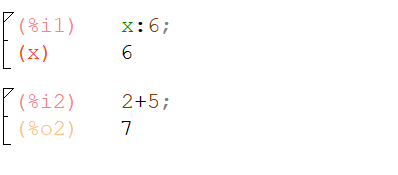 (%i1) x:6;
(x) 6
(%i2) 2+5;
(%o2) 7